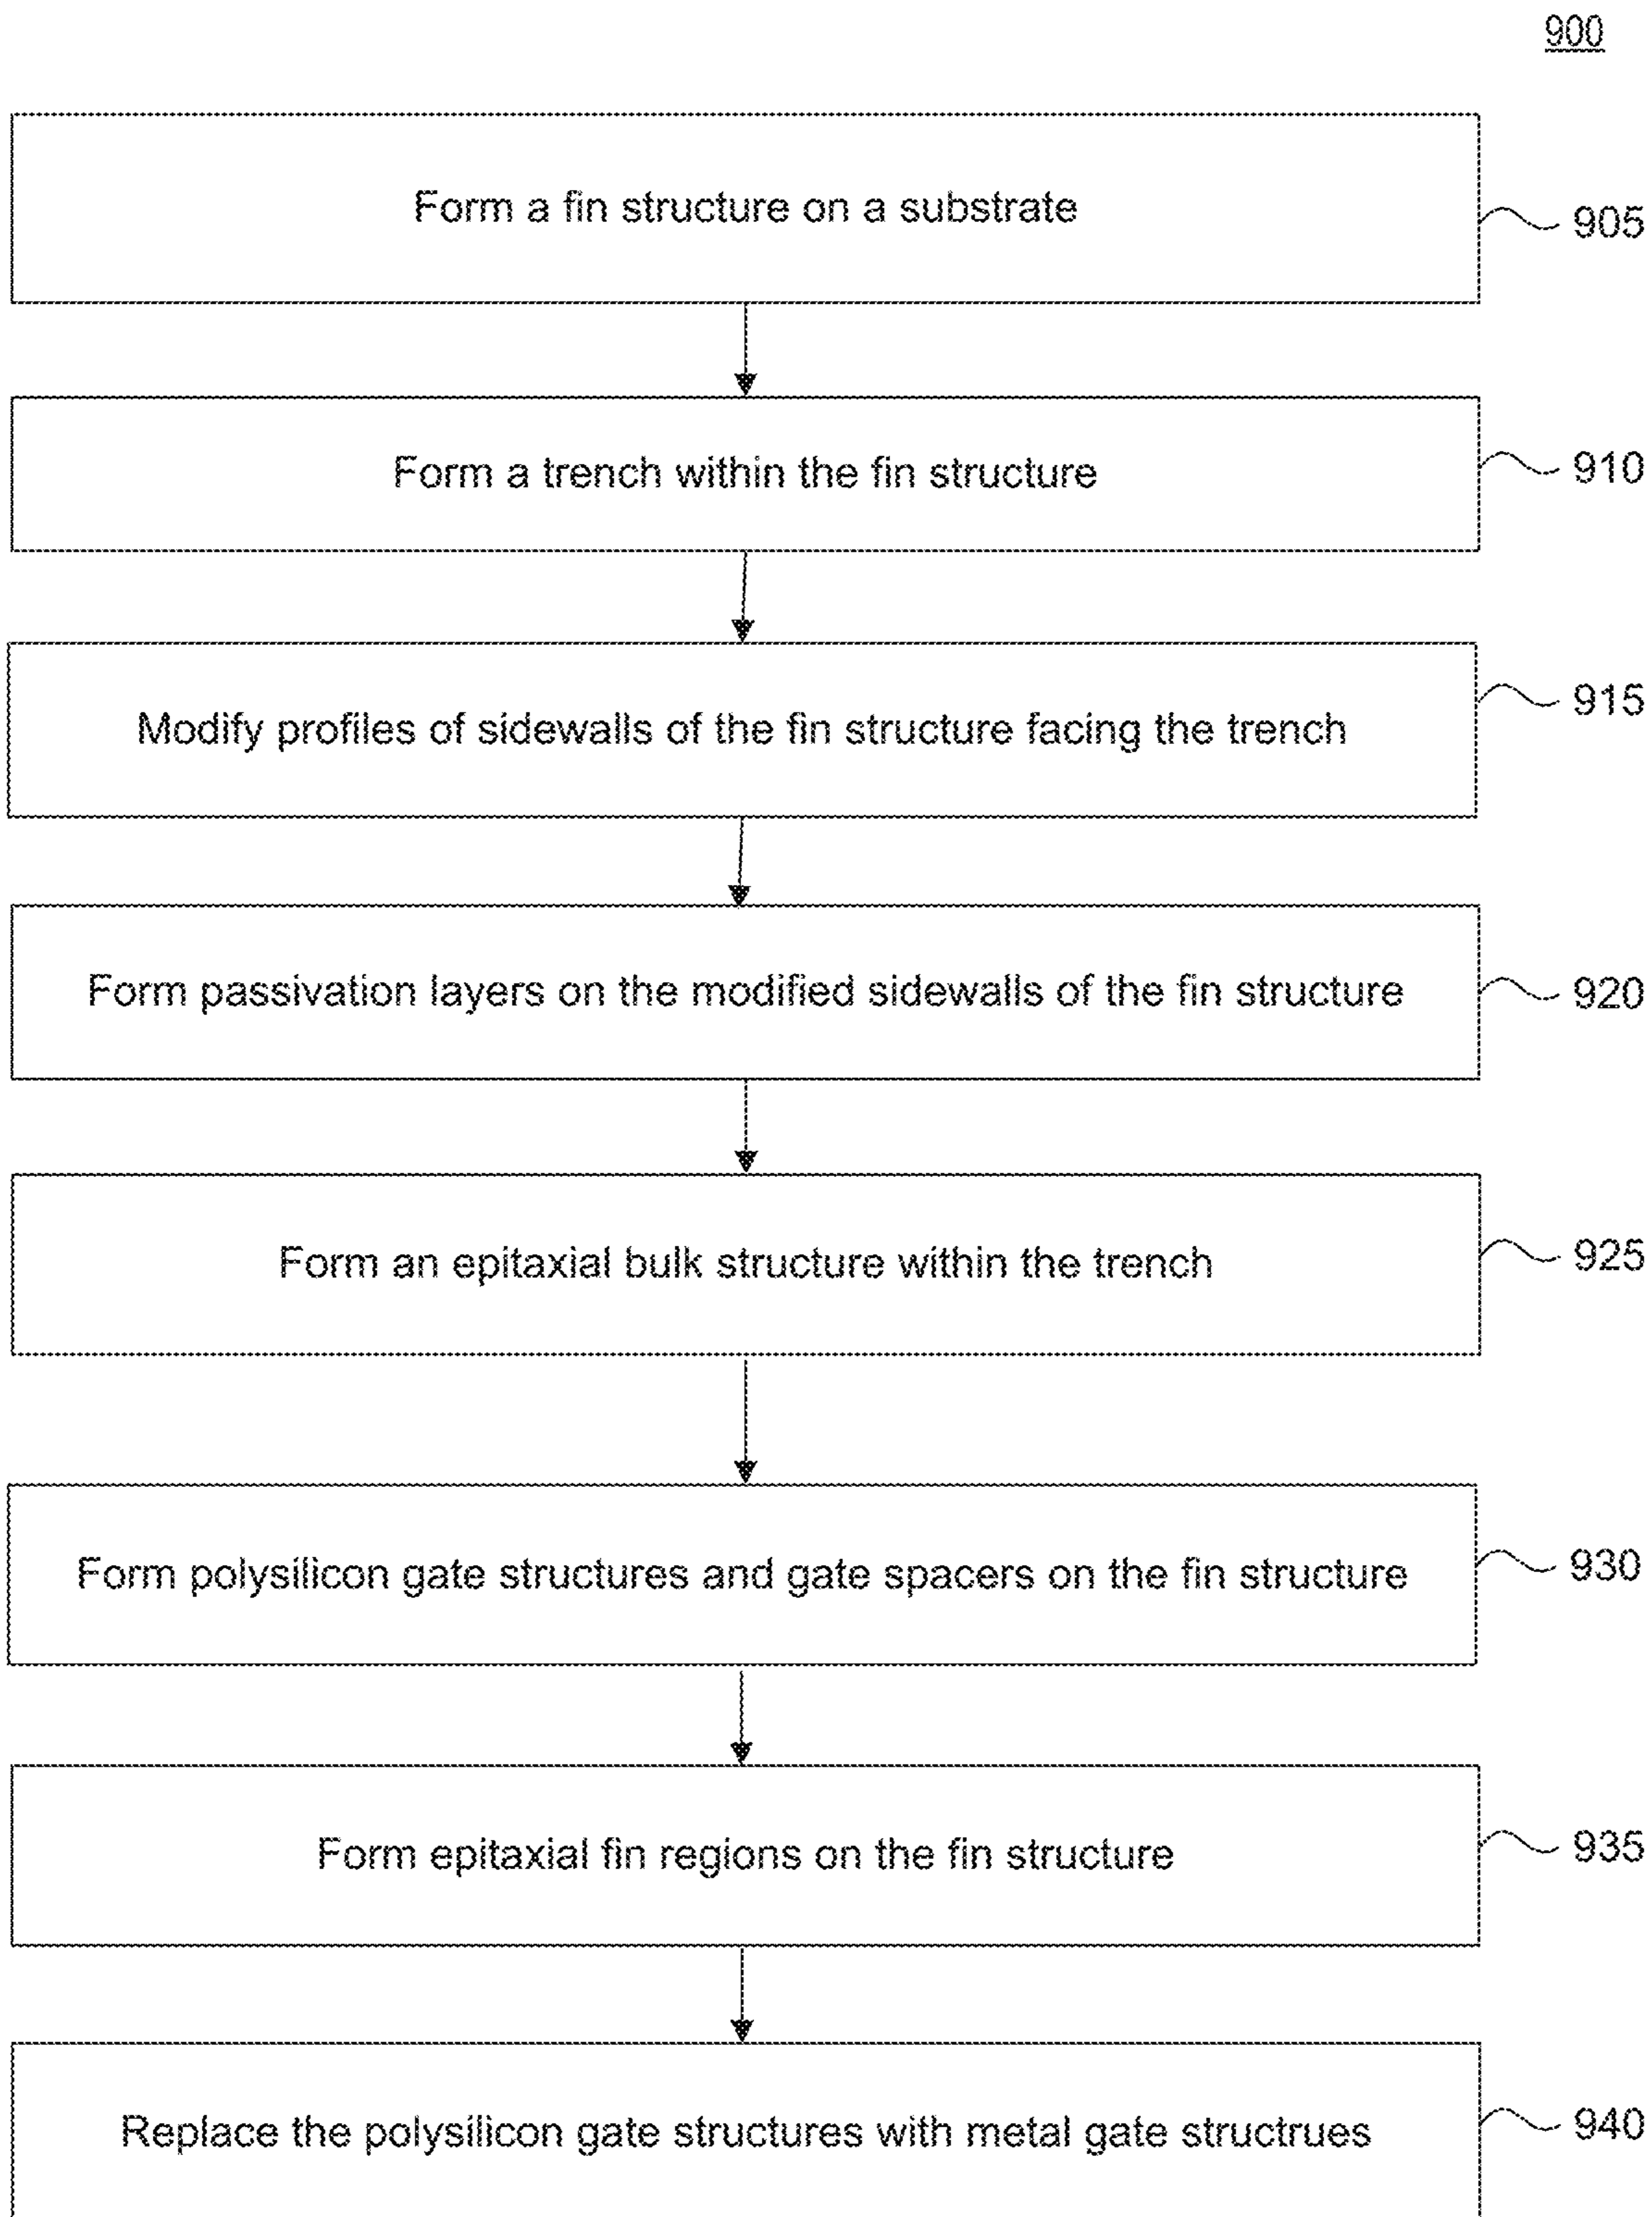 900
Form a fin structure on a substrate
905
Form a trench within the fin structure
910
Modify profiles of sidewalls of the fin structure facing the trench
915
Form passivation layers on the modified sidewalls of the fin structure
920
Form an epitaxial bulk structure within the trench
925
Form polysilicon gate structures and gate spacers on the fin structure
930
Form epitaxial fin regions on the fin structure
935
Replace the polysilicon gate structures with metal gate structrues
940